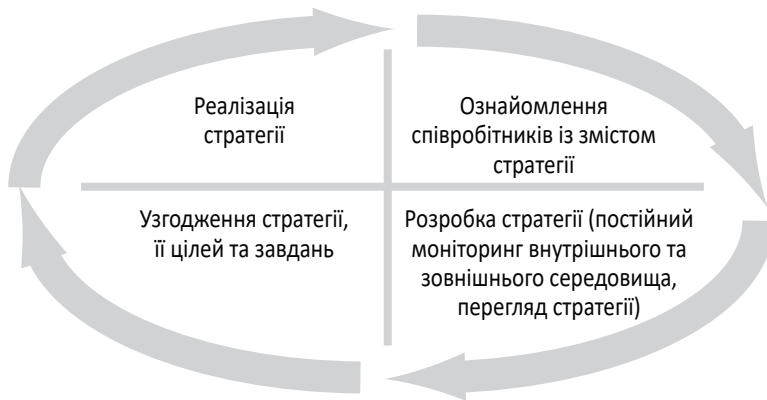 Реалізація
стратегії
Ознайомлення
співробітників із змістом
стратегії
Узгодження стратегії,
її цілей та завдань
Розробка стратегії (постійний
моніторинг внутрішнього та
зовнішнього середовища,
перегляд стратегії)